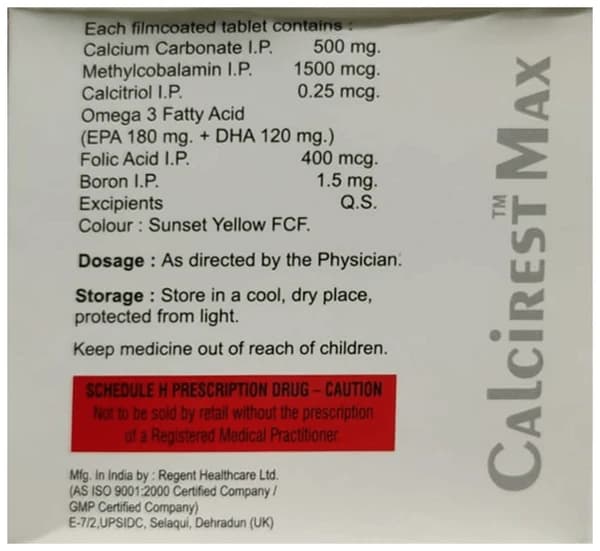 Each filmcoated tablet contains :
Calcium Carbonate I.P. 500 mg.
Methylcobalamin I.P. 1500 mcg.
Calcitriol I.P. 0.25 mcg.
Omega 3 Fatty Acid
(EPA 180 mg. + DHA 120 mg.)
Folic Acid I.P. 400 mcg.
Boron I.P. 1.5 mg.
Excipients Q.S.
Colour : Sunset Yellow FCF.
Dosage : As directed by the Physician.
Storage : Store in a cool, dry place,
protected from light.
Keep medicine out of reach of children.
SCHEDULE H PRESCRIPTION DRUG – CAUTION
Not to be sold by retail without the prescription
of a Registered Medical Practitioner
Mfg. In India by : Regent Healthcare Ltd.
(AS ISO 9001:2000 Certified Company /
GMP Certified Company)
E-7/2,UPSIDC, Selaqui, Dehradun (UK)
CALCIREST™ MAX